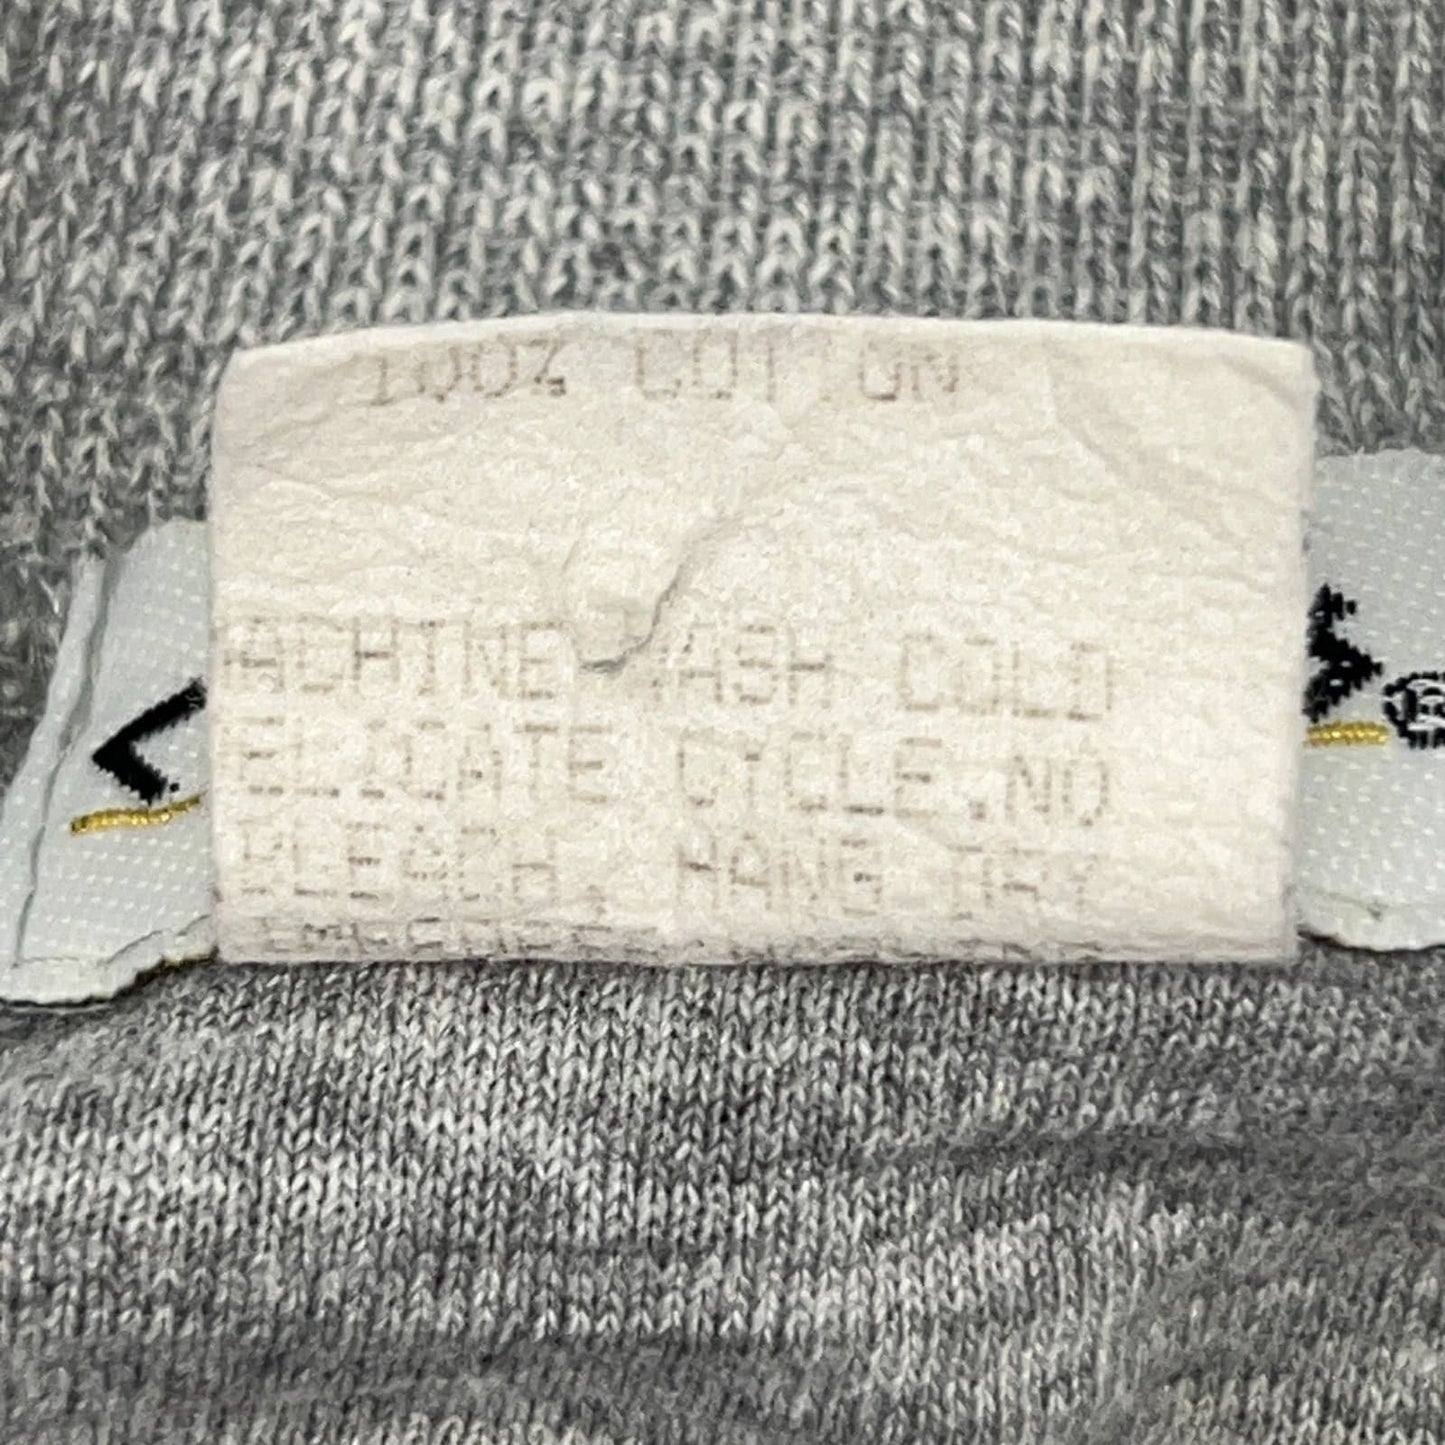 100% COTTON
MACHINE WASH COLD
DELICATE CYCLE.NO
BLEACH. HANG DRY